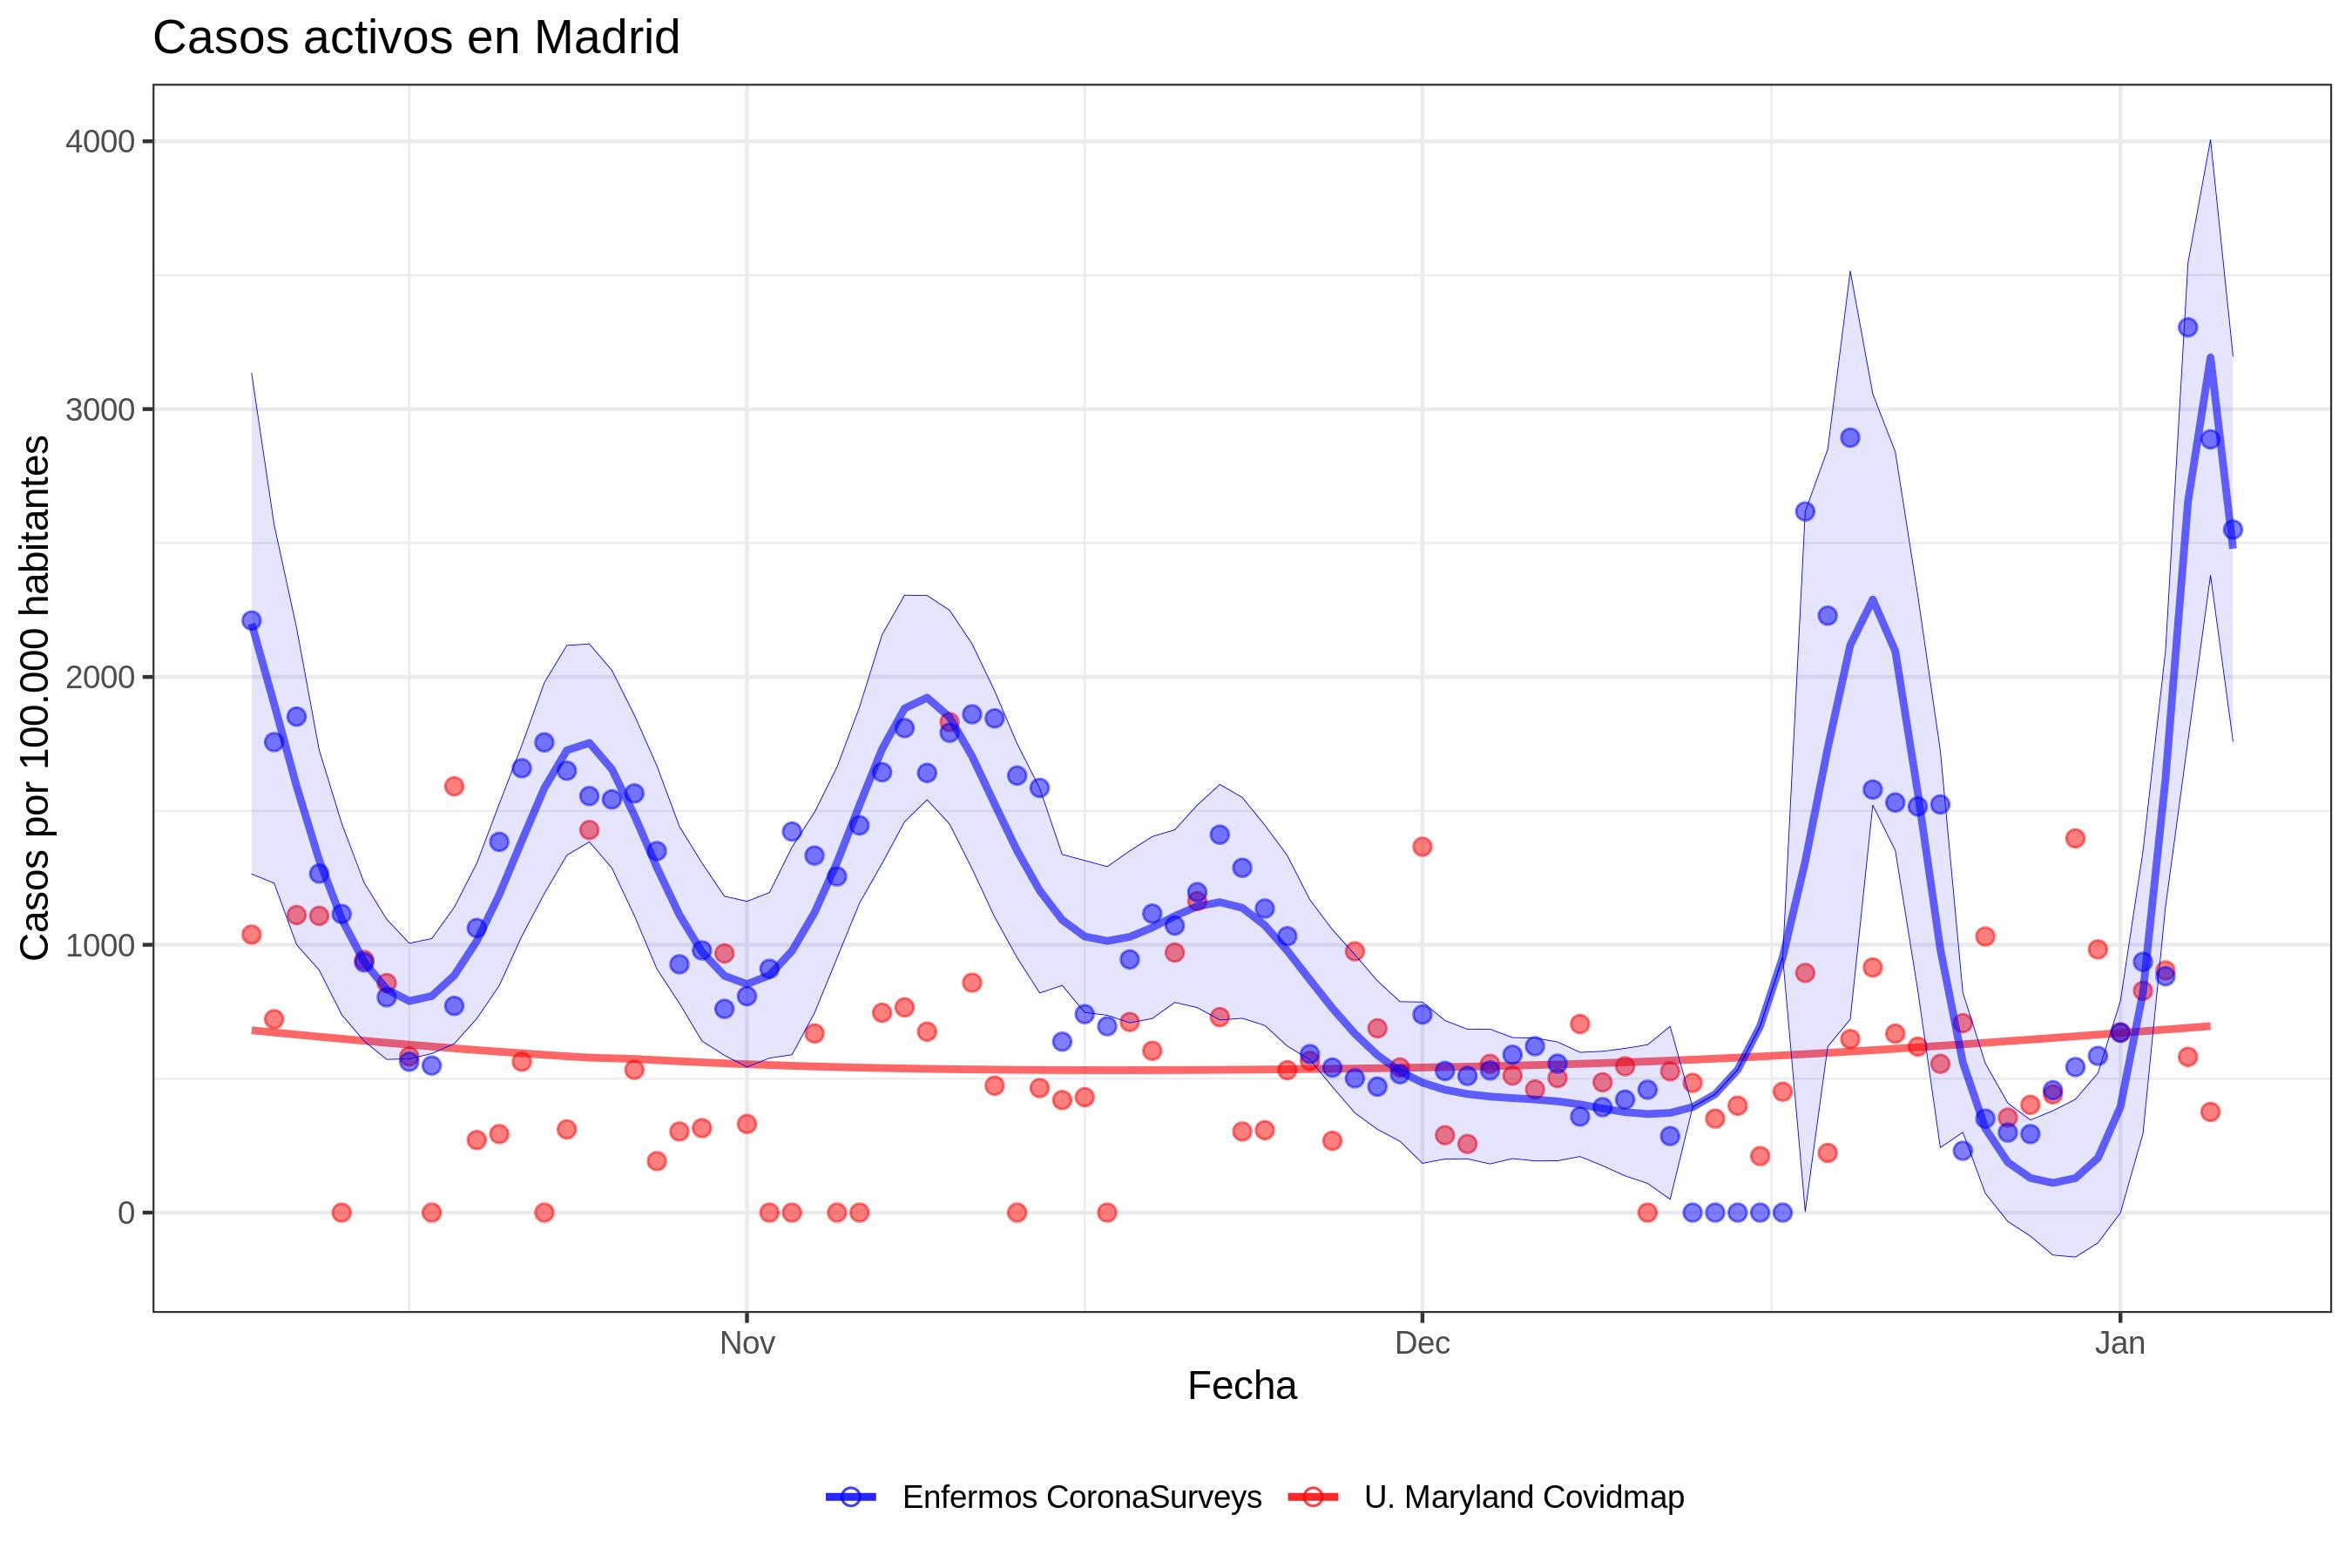 Casos activos en Madrid
Casos por 100.000 habitantes
4000
3000
2000
1000
0
Nov
Dec
Jan
Fecha
Enfermos CoronaSurveys
U. Maryland Covidmap